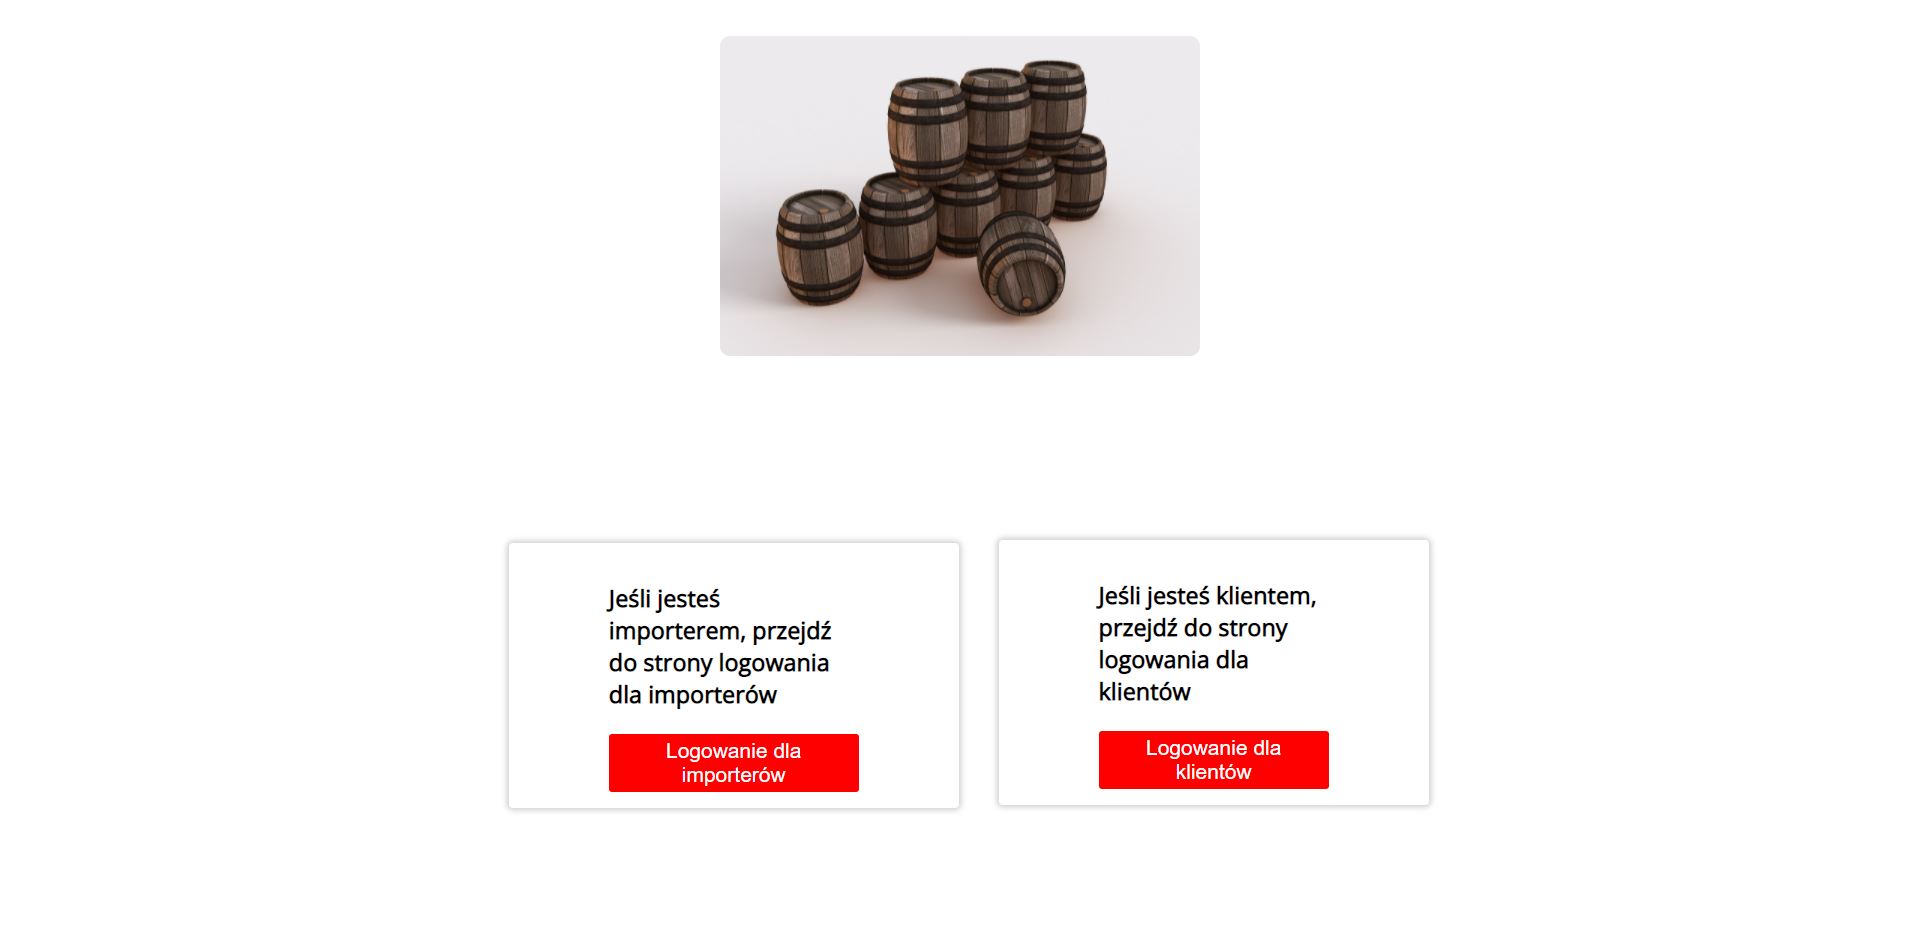 Jeśli jesteś
importerem, przejdź
do strony logowania
dla importerów
Logowanie dla
importerów
Jeśli jesteś klientem,
przejdź do strony
logowania dla
klientów
Logowanie dla
klientów